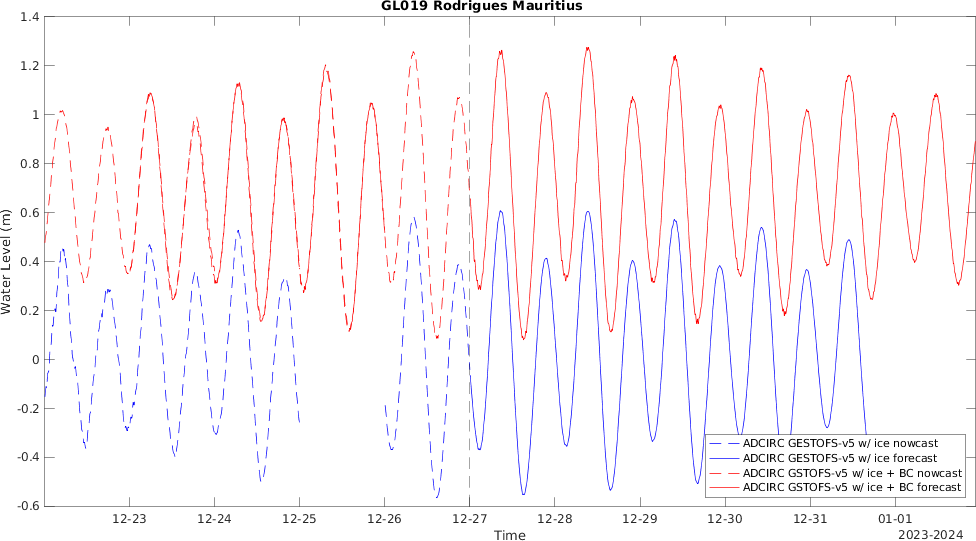 GL019 Rodrigues Mauritius
1.4
1.2
1
0.8
0.6
0.4
0.2
0
-0.2
-0.4
-0.6
Water Level (m)
ADCIRC GESTOFS-v5 w/ ice nowcast
ADCIRC GESTOFS-v5 w/ ice forecast
ADCIRC GSTOFS-v5 w/ ice + BC nowcast
ADCIRC GSTOFS-v5 w/ ice + BC forecast
12-23 12-24 12-25 12-26 12-27 12-28 12-29 12-30 12-31 01-01
Time
2023-2024